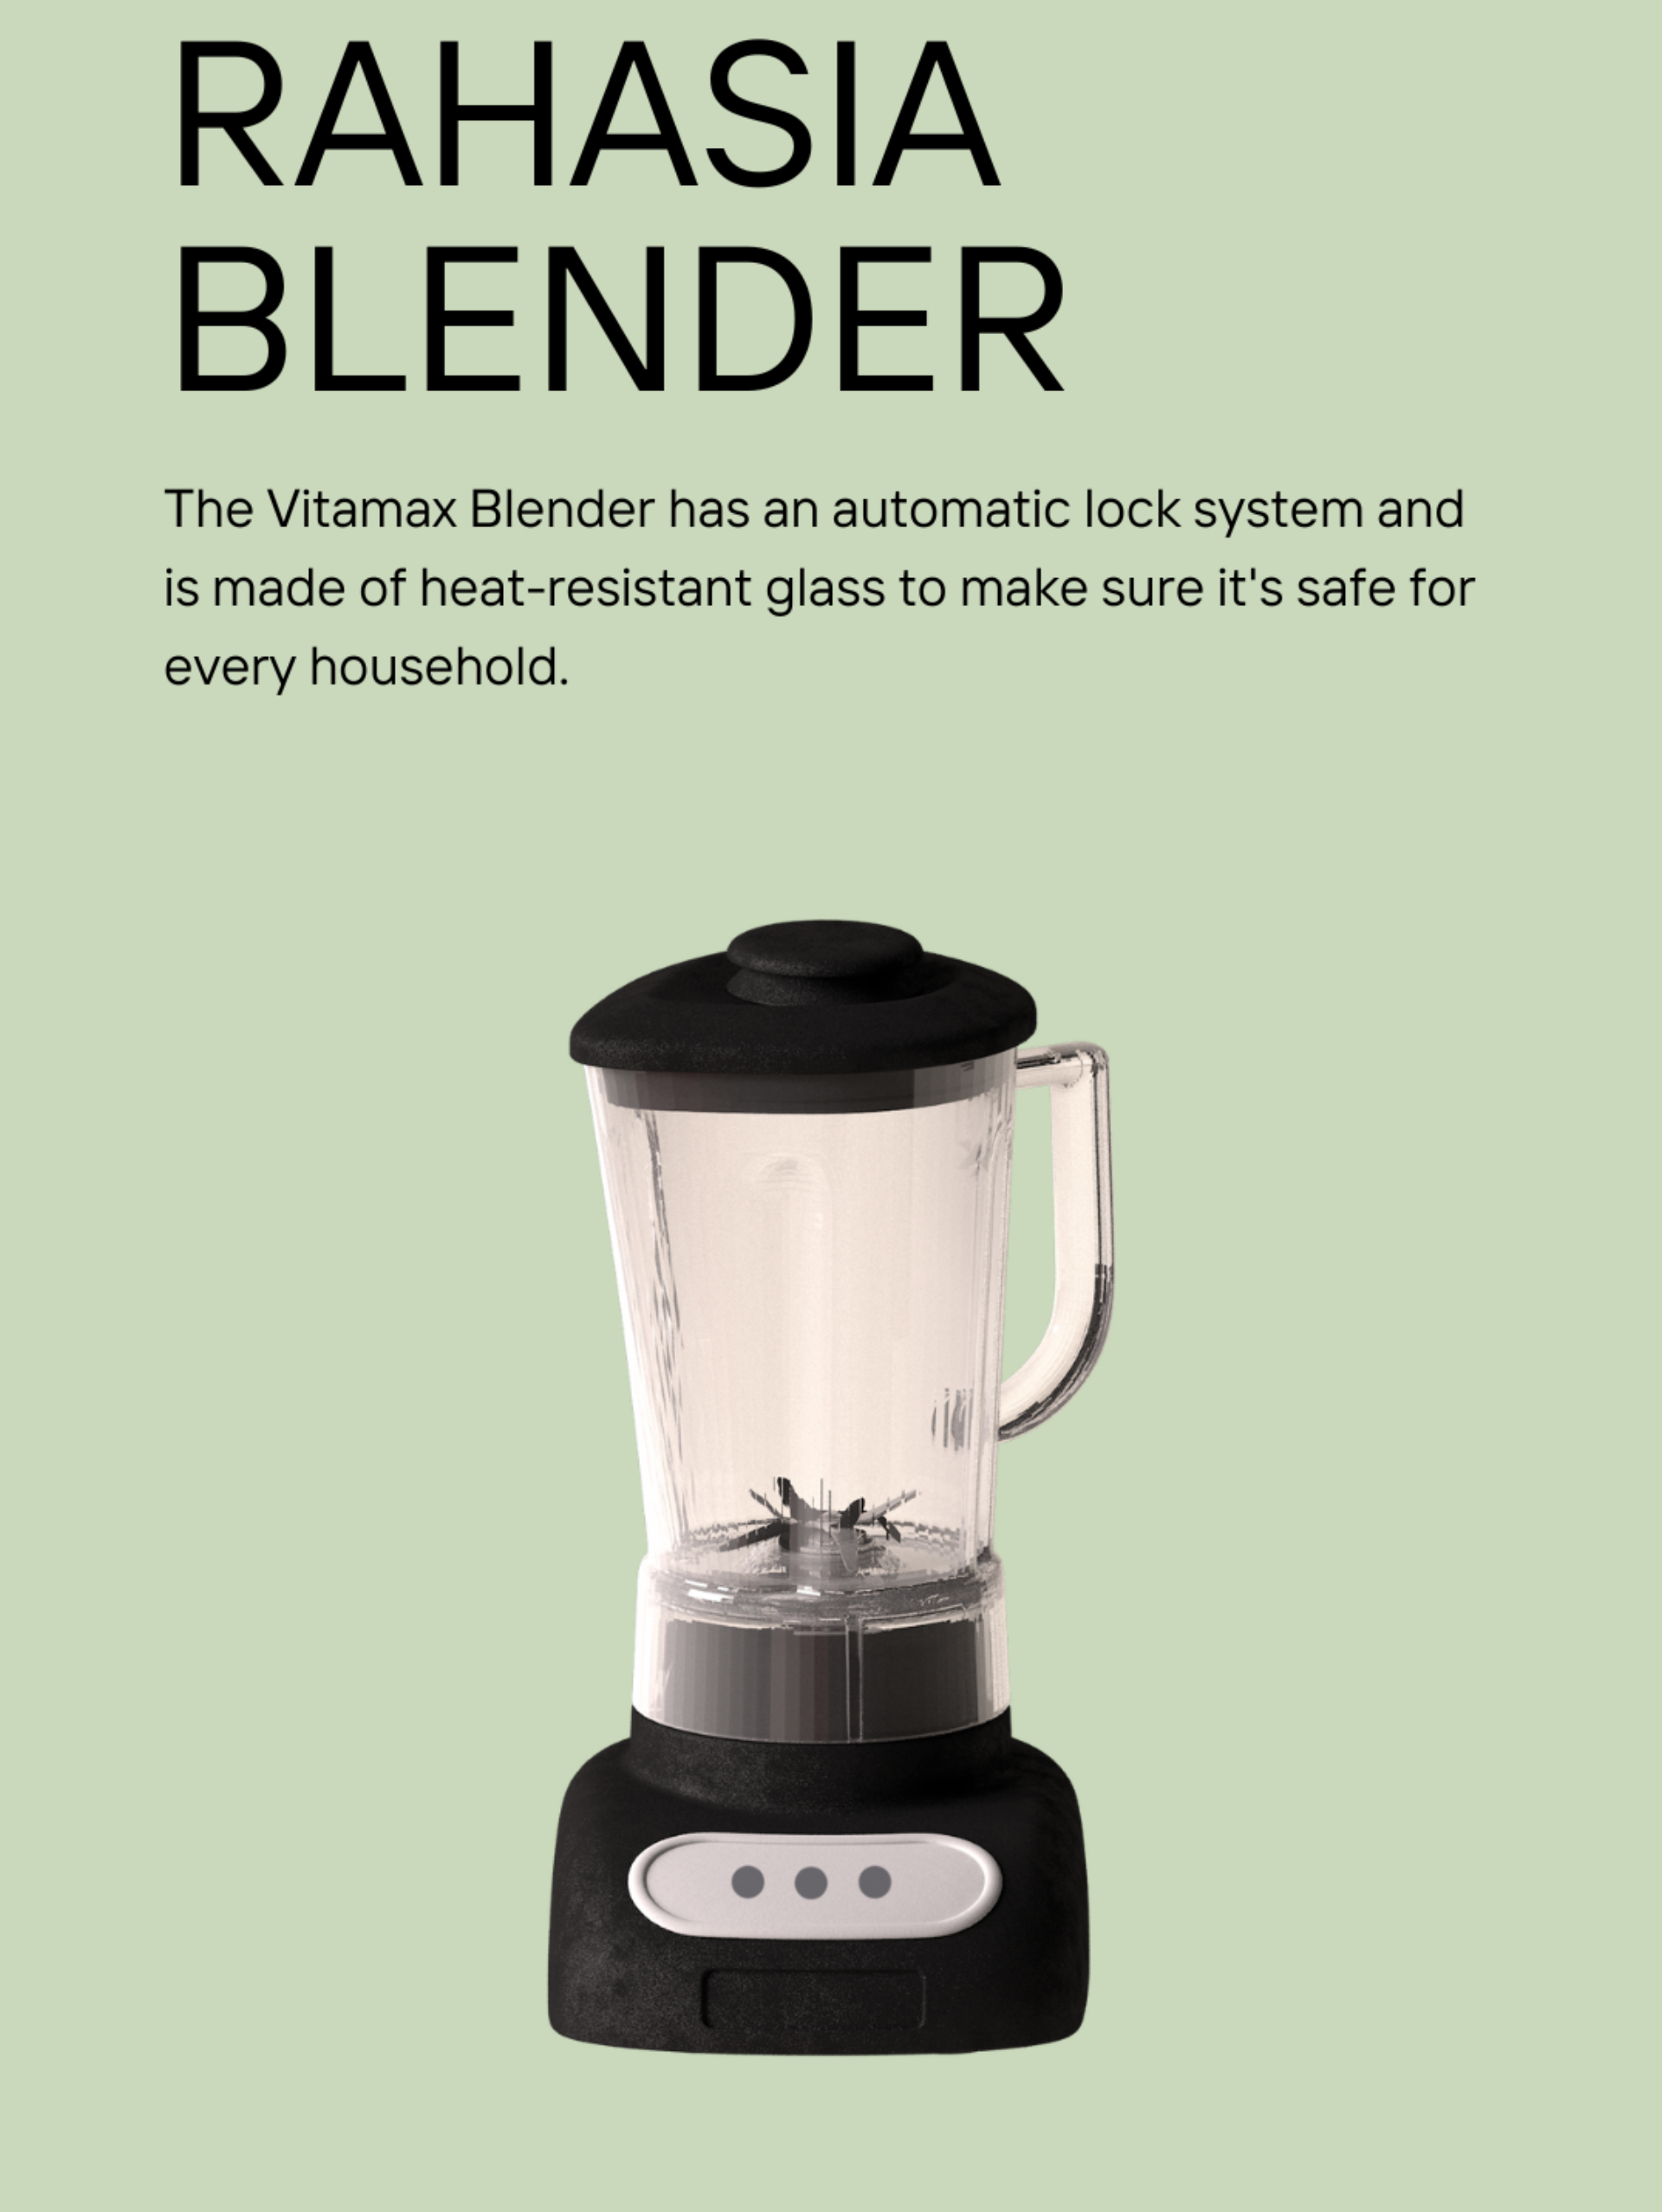 RAHASIA
BLENDER
The Vitamax Blender has an automatic lock system and
is made of heat-resistant glass to make sure it's safe for
every household.